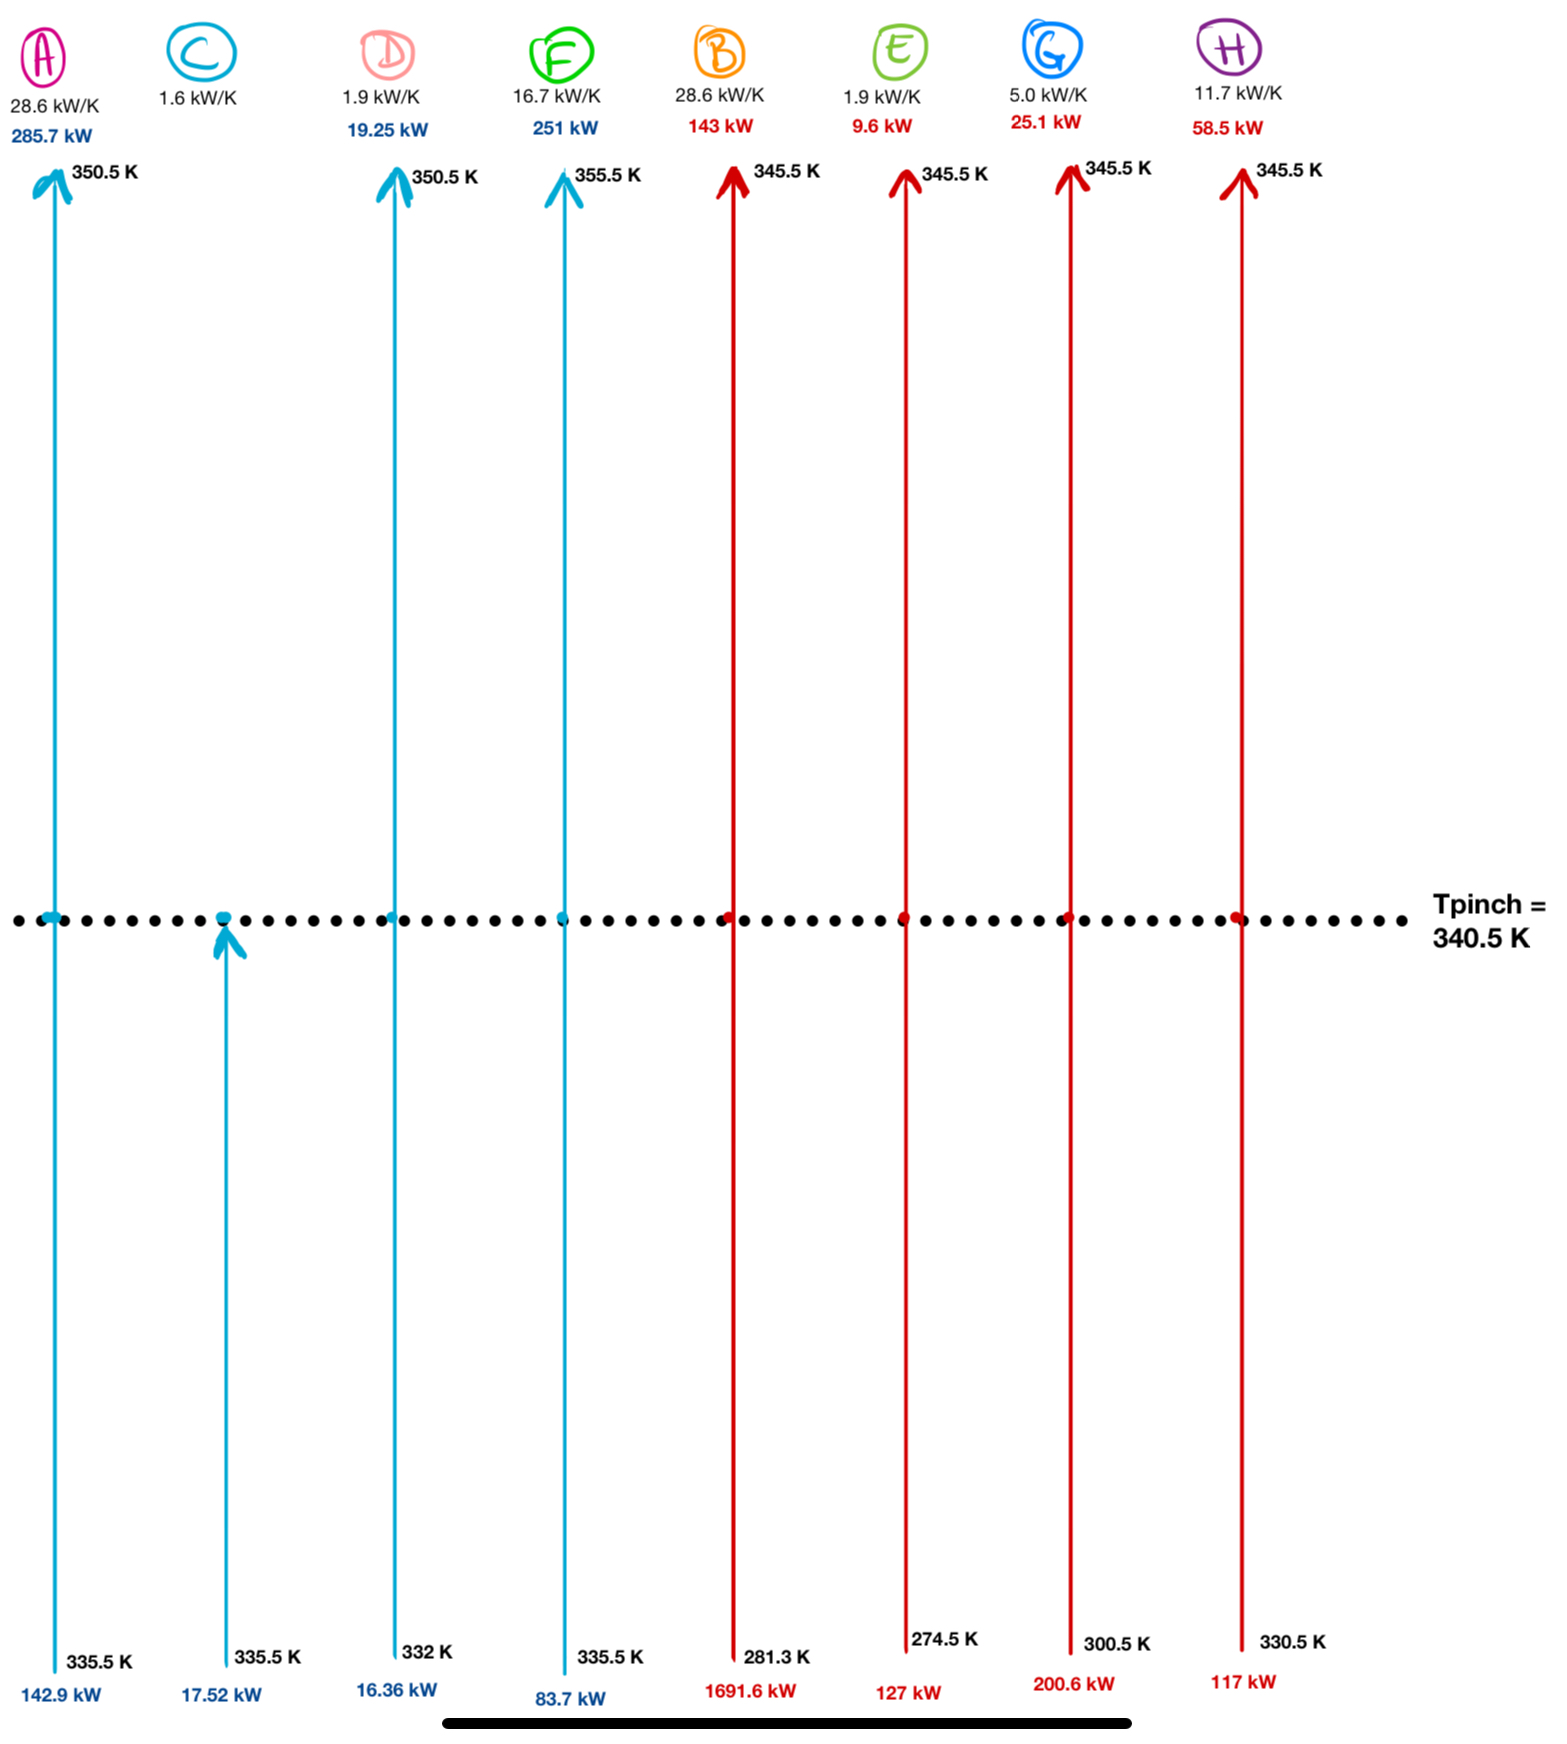 A
C
D
F
B
E
G
H
28.6 kW/K
1.6 kW/K
1.9 kW/K
16.7 kW/K
28.6 kW/K
1.9 kW/K
5.0 kW/K
11.7 kW/K
285.7 kW
19.25 kW
251 kW
143 kW
9.6 kW
25.1 kW
58.5 kW
350.5 K
350.5 K
355.5 K
345.5 K
345.5 K
345.5 K
345.5 K
Tpinch =
340.5 K
335.5 K
335.5 K
332 K
335.5 K
281.3 K
274.5 K
300.5 K
330.5 K
142.9 kW
17.52 kW
16.36 kW
83.7 kW
1691.6 kW
127 kW
200.6 kW
117 kW